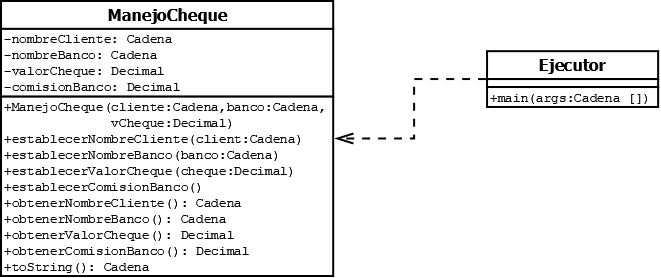 ManejoCheque
-nombreCliente: Cadena
-nombreBanco: Cadena
-valorCheque: Decimal
-comisionBanco: Decimal
+ManejoCheque(cliente:Cadena,banco:Cadena,
vCheque:Decimal)
+establecerNombreCliente(client:Cadena)
+establecerNombreBanco(banco:Cadena)
+establecerValorCheque(cheque:Decimal)
+establecerComisionBanco()
+obtenerNombreCliente(): Cadena
+obtenerNombreBanco(): Cadena
+obtenerValorCheque(): Decimal
+obtenerComisionBanco(): Decimal
+toString(): Cadena
Ejecutor
+main(args:Cadena [])